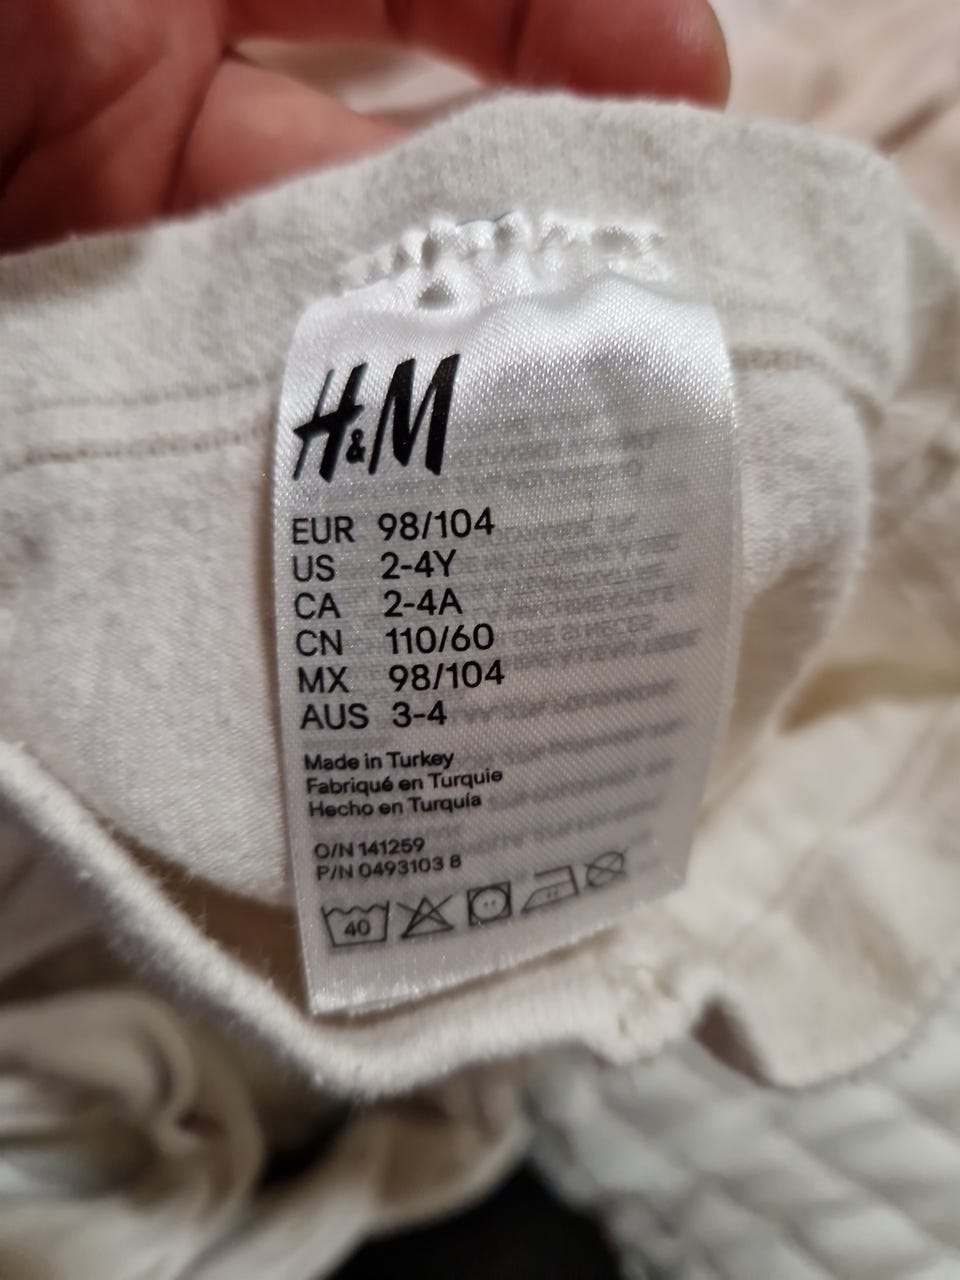 H&M
EUR 98/104
US 2-4Y
CA 2-4A
CN 110/60
MX 98/104
AUS 3-4
Made in Turkey
Fabriqué en Turquie
Hecho en Turquía
O/N 141259
P/N 0493103 8
40